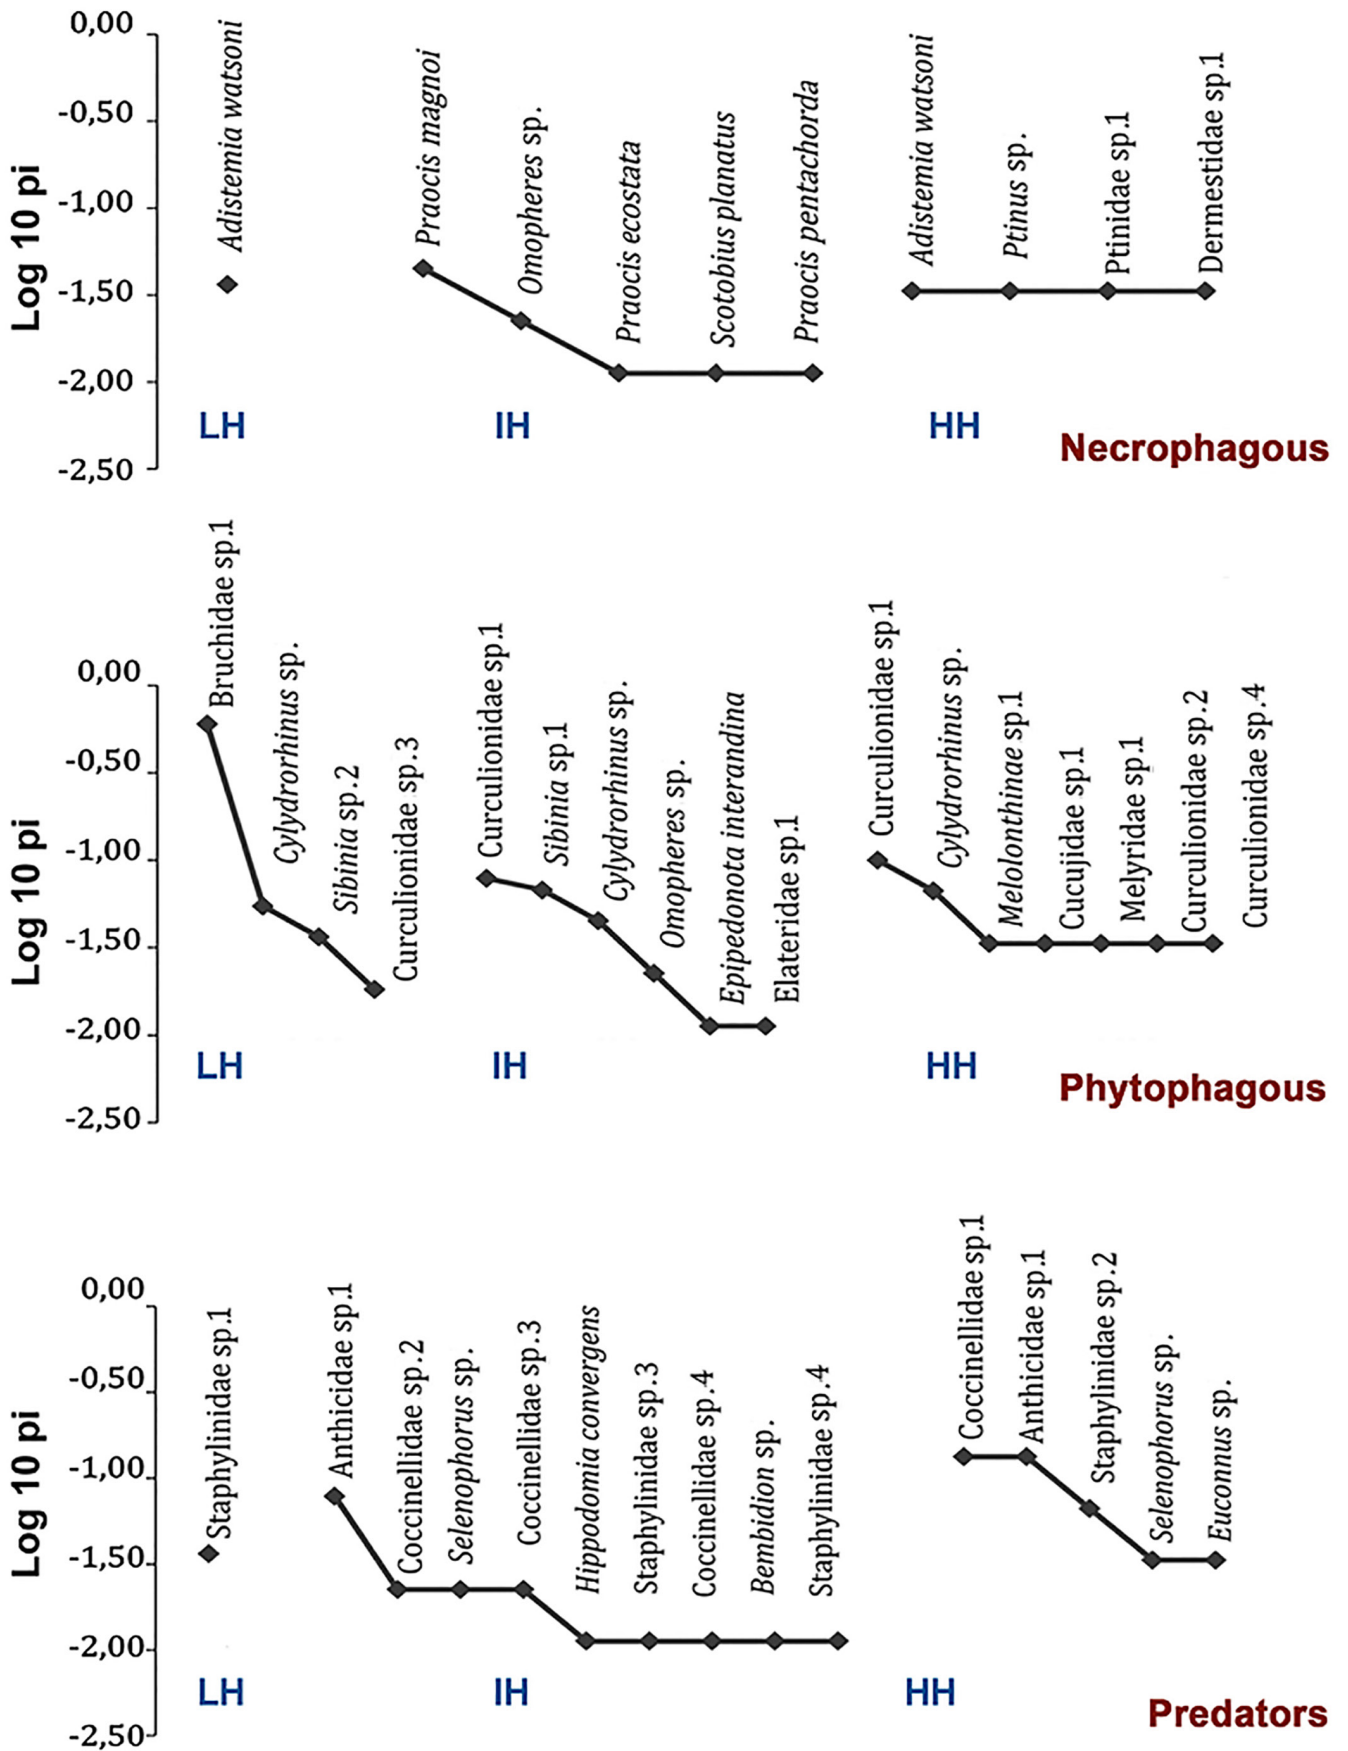 0,00
-0,50
-1,00
-1,50
-2,00
-2,50
Log 10 pi
Adistemia watsoni
Praocis magnoi
Omopheres sp.
Praocis ecostata
Scotobius planatus
Praocis pentachorda
Adistemia watsoni
Ptinus sp.
Ptinidae sp.1
Dermestidae sp.1
LH
IH
HH
Necrophagous
0,00
-0,50
-1,00
-1,50
-2,00
-2,50
Log 10 pi
Bruchidae sp.1
Cylydrorhinus sp.
Sibinia sp.2
Curculionidae sp.3
Curculionidae sp.1
Sibinia sp.1
Cylydrorhinus sp.
Omopheres sp.
Epipedonota interandina
Elateridae sp.1
Curculionidae sp.1
Cylydrorhinus sp.
Melolonthinae sp.1
Cucujidae sp.1
Melyridae sp.1
Curculionidae sp.2
Curculionidae sp.4
LH
IH
HH
Phytophagous
0,00
-0,50
-1,00
-1,50
-2,00
-2,50
Log 10 pi
Staphylinidae sp.1
Anthicidae sp.1
Coccinellidae sp.2
Selenophorus sp.
Coccinellidae sp.3
Hippodomia convergens
Staphylinidae sp.3
Coccinellidae sp.4
Bembidion sp.
Staphylinidae sp.4
Coccinellidae sp.1
Anthicidae sp.1
Staphylinidae sp.2
Selenophorus sp.
Euconnus sp.
LH
IH
HH
Predators